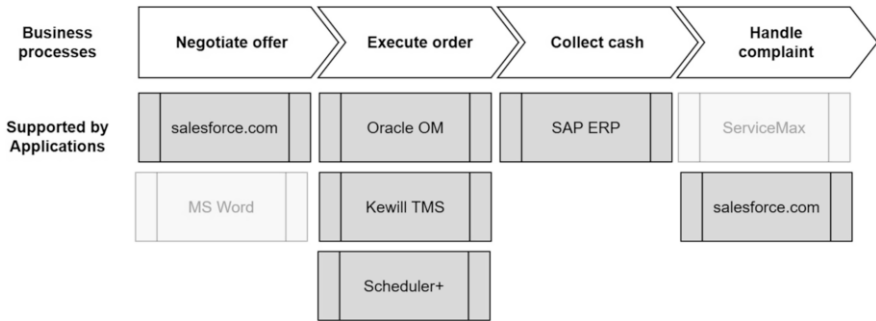 Business
processes
Negotiate offer
Execute order
Collect cash
Handle
complaint
Supported by
Applications
salesforce.com
Oracle OM
SAP ERP
ServiceMax
MS Word
Kewill TMS
salesforce.com
Scheduler+